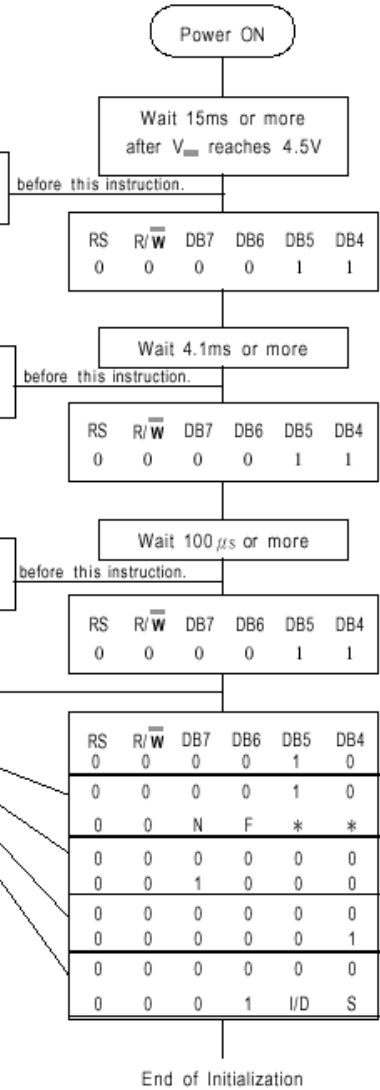 Power ON
Wait 15ms or more
after V reaches 4.5V
before this instruction.
RS R/W DB7 DB6 DB5 DB4
0 0 0 0 1 1
Wait 4.1ms or more
before this instruction.
RS R/W DB7 DB6 DB5 DB4
0 0 0 0 1 1
Wait 100 μs or more
before this instruction.
RS R/W DB7 DB6 DB5 DB4
0 0 0 0 1 1
RS R/W DB7 DB6 DB5 DB4
0 0 0 0 1 0
0 0 0 0 1 0
0 0 N F * *
0 0 0 0 0 0
0 0 1 0 0 0
0 0 0 0 0 0
0 0 0 0 0 1
0 0 0 0 0 0
0 0 0 1 I/D S
End of Initialization